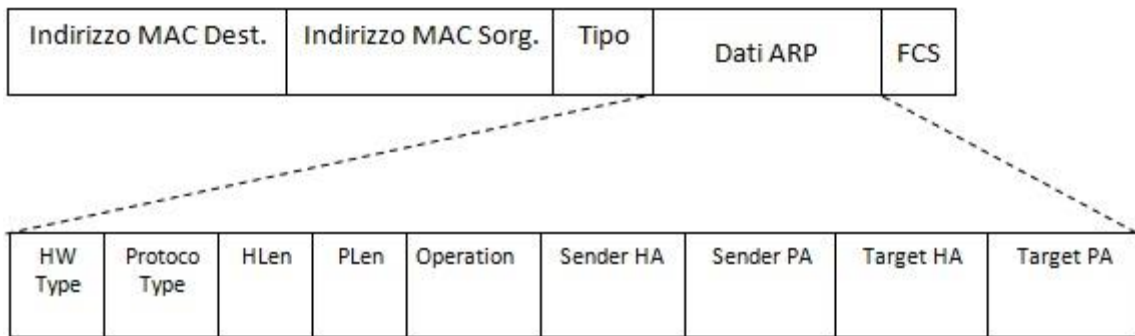 Indirizzo MAC Dest. Indirizzo MAC Sorg. Tipo Dati ARP FCS
HW Type Protoco Type HLen PLen Operation Sender HA Sender PA Target HA Target PA